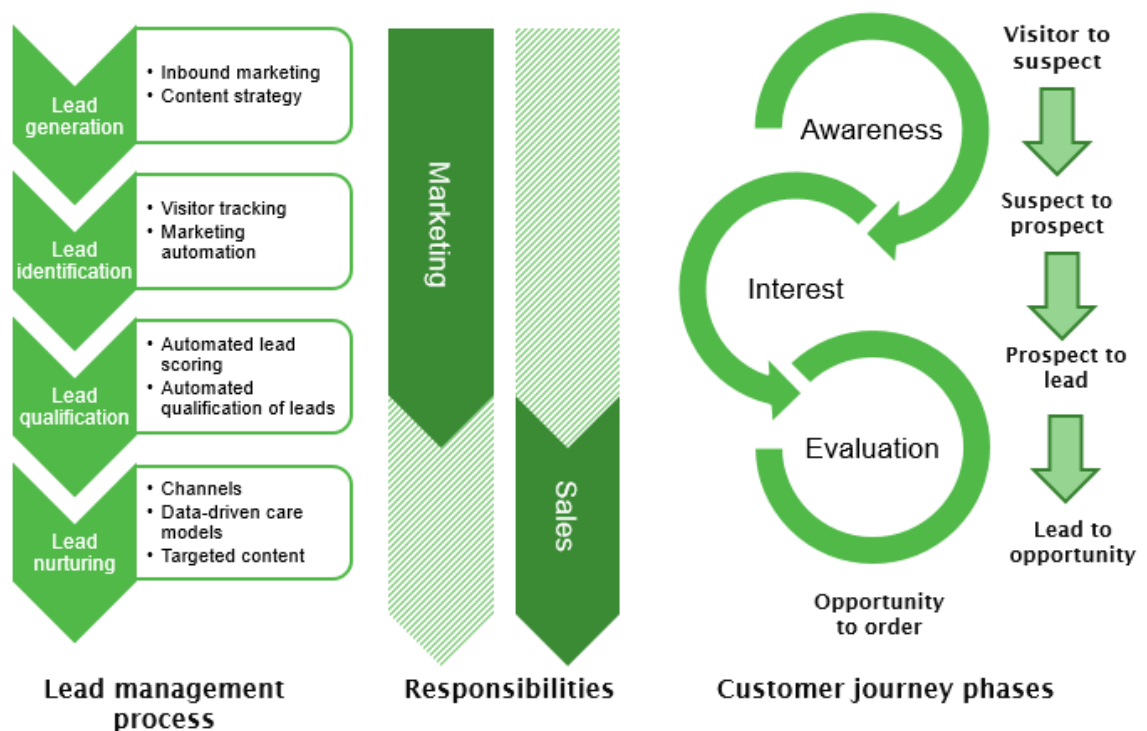 Lead
generation
• Inbound marketing
• Content strategy
Lead
identification
• Visitor tracking
• Marketing
automation
Lead
qualification
• Automated lead
scoring
• Automated
qualification of leads
Lead
nurturing
• Channels
• Data-driven care
models
• Targeted content
Lead management
process
Marketing
Sales
Responsibilities
Awareness
Interest
Evaluation
Opportunity
to order
Visitor to
suspect
Suspect to
prospect
Prospect to
lead
Lead to
opportunity
Customer journey phases